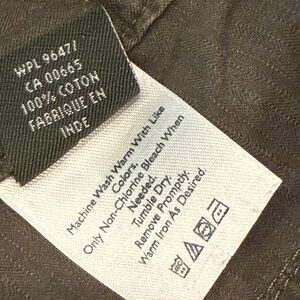 WPL 9647/
CA 00665
100% COTON
FABRIQUE EN
INDE
Machine Wash Warm With Like
Colors.
Only Non-Chlorine Bleach When
Needed.
Tumble Dry.
Remove Promptly.
Warm Iron As Desired.